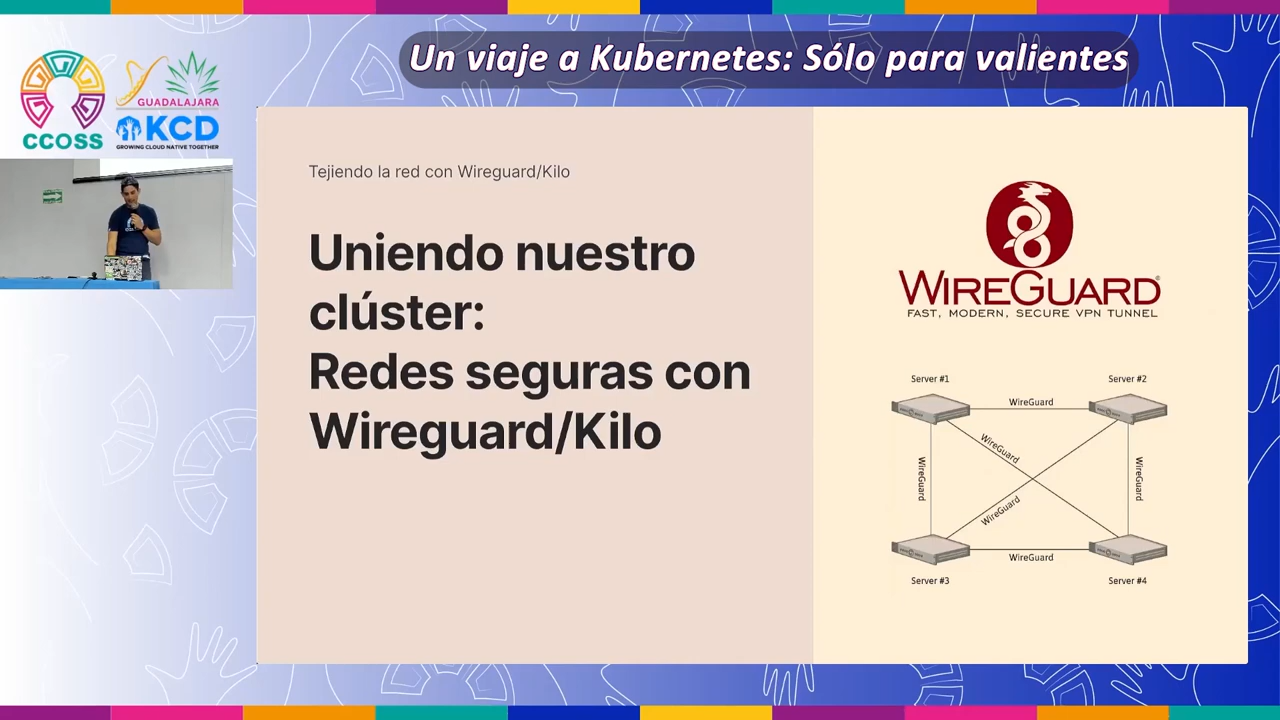 Un viaje a Kubernetes: Sólo para valientes
CCOSS
GUADALAJARA
KCD
GROWING CLOUD NATIVE TOGETHER
Tejiendo la red con Wireguard/Kilo
Uniendo nuestro
clúster:
Redes seguras con
Wireguard/Kilo
WIREGUARD
FAST, MODERN, SECURE VPN TUNNEL
Server #1
Server #2
WireGuard
WireGuard
WireGuard
WireGuard
WireGuard
WireGuard
Server #3
Server #4